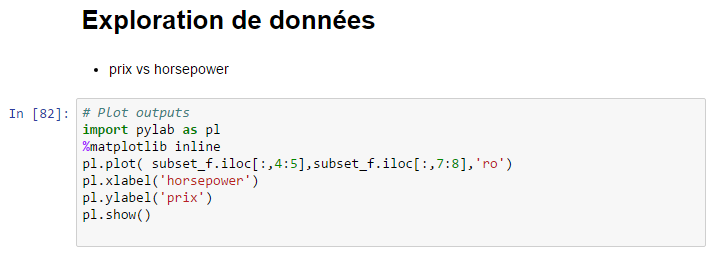 Exploration de données
• prix vs horsepower
In [82]: # Plot outputs
import pylab as pl
%matplotlib inline
pl.plot( subset_f.iloc[:,4:5],subset_f.iloc[:,7:8],'ro')
pl.xlabel('horsepower')
pl.ylabel('prix')
pl.show()